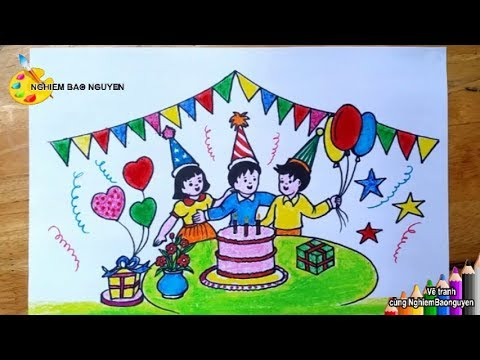 NGHIEM BAO NGUYEN
Vẽ tranh
cùng NghiemBaonguyen